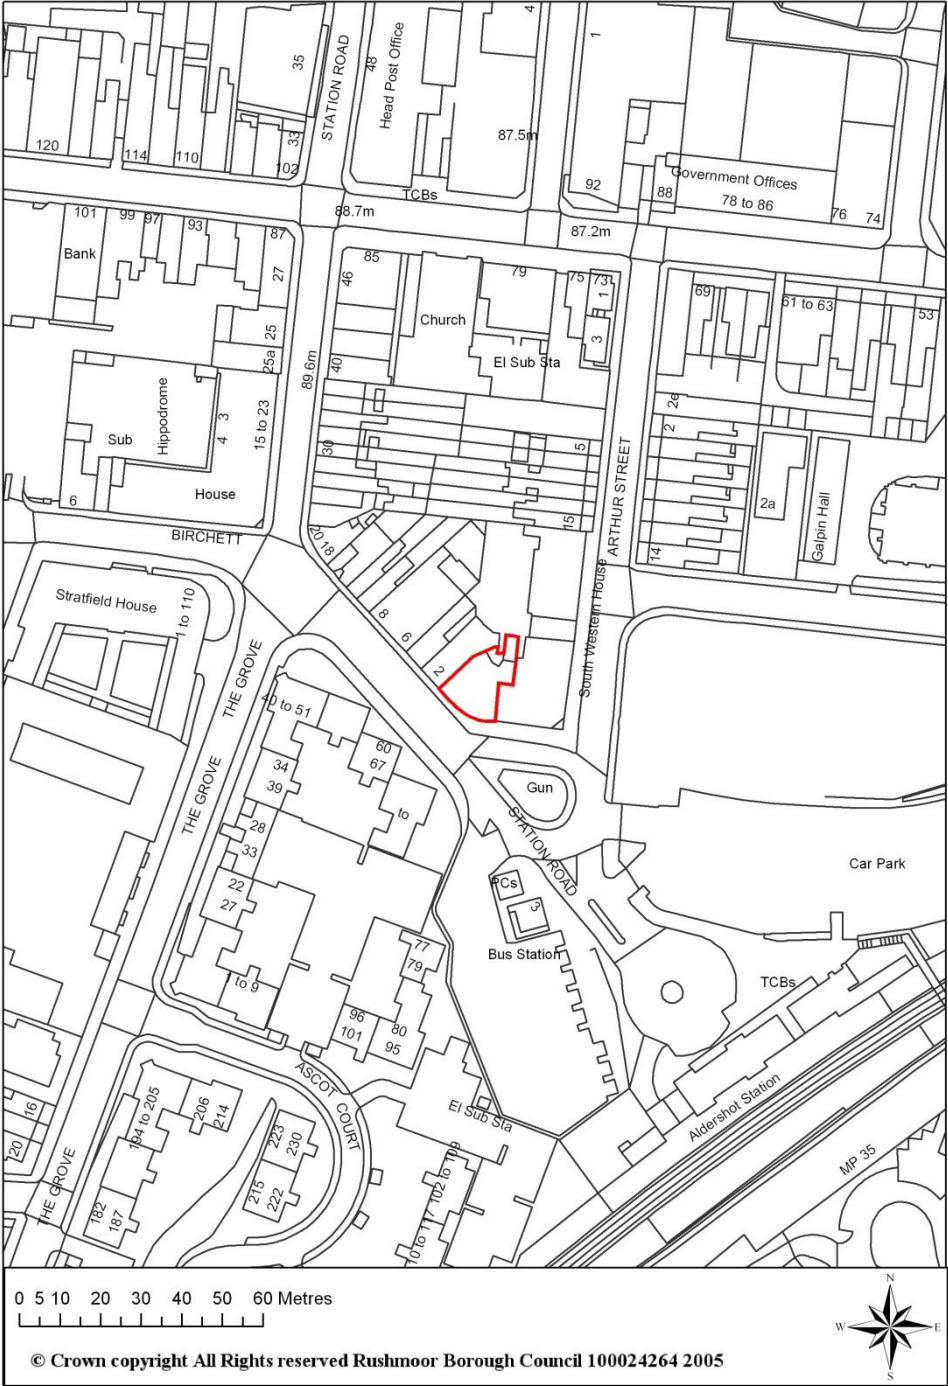 35
STATION ROAD
48
Head Post Office
4
1
120
114
110
33
102
87.5m
TCBs
92
88
Government Offices
78 to 86
76
74
88.7m
87.2m
101
99
97
93
87
Bank
27
85
46
79
75
73
1
Church
69
61 to 63
53
25
25a
89.6m
40
El Sub Sta
3
Hippodrome
3
4
15 to 23
2e
2
Sub
30
5
ARTHUR STREET
6
House
2a
Galpin Hall
15
BIRCHETT
20
18
14
Stratfield House
1 to 110
8
6
2
South Western House
THE GROVE
40 to 51
60
67
34
39
to
Gun
THE GROVE
28
33
STATION ROAD
22
27
PCs
3
Car Park
Bus Station
77
79
TCBs
1 to 9
96
101
80
95
ASCOT COURT
El Sub Sta
Aldershot Station
MP 35
16
120
194 to 205
206
214
223
230
215
222
102 to 109
110 to 117
182
187
THE GROVE
0 5 10 20 30 40 50 60 Metres
N
W
E
S
© Crown copyright All Rights reserved Rushmoor Borough Council 100024264 2005